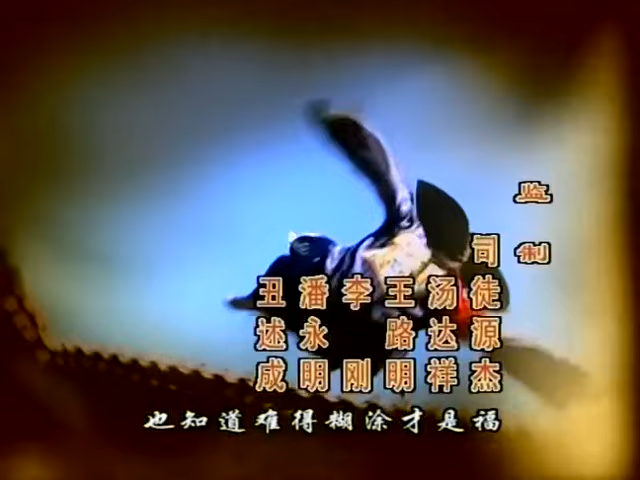 监制
司徒源杰
汤达祥
王路明
李刚
潘永明
丑述成
也知道难得糊涂才是福